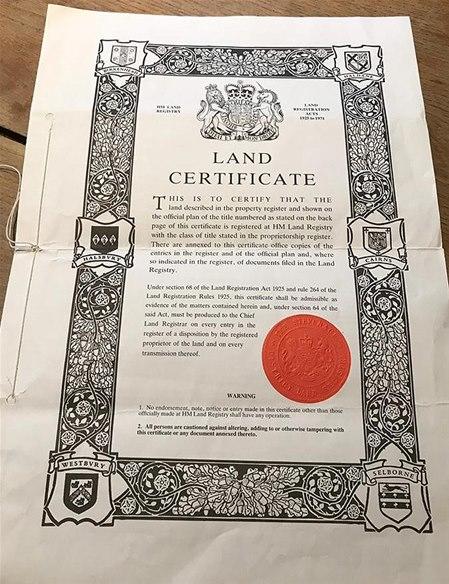 BIRKENHEAD
HM LAND
REGISTRY
LAND
REGISTRATION
ACTS
1925 to 1971
LAND
CERTIFICATE
THIS IS TO CERTIFY THAT THE
land described in the property register and shown on
the official plan of the title numbered as stated on the back
page of this certificate is registered at HM Land Registry
with the class of title stated in the proprietorship register.
There are annexed to this certificate office copies of the
entries in the register and of the official plan and, where
so indicated in the register, of documents filed in the Land
Registry.
HALSBURY
CAIRNS
Under section 68 of the Land Registration Act 1925 and rule 264 of the
Land Registration Rules 1925, this certificate shall be admissible as
evidence of the matters contained herein and, under section 64 of the
said Act, must be produced to the Chief
Land Registrar on every entry in the
register of a disposition by the registered
proprietor of the land and on every
transmission thereof.
WARNING
1. No endorsement, note, notice or entry made in this certificate other than those
officially made at HM Land Registry shall have any operation.
2. All persons are cautioned against altering, adding to or otherwise tampering with
this certificate or any document annexed thereto.
WESTBURY
SELBORNE